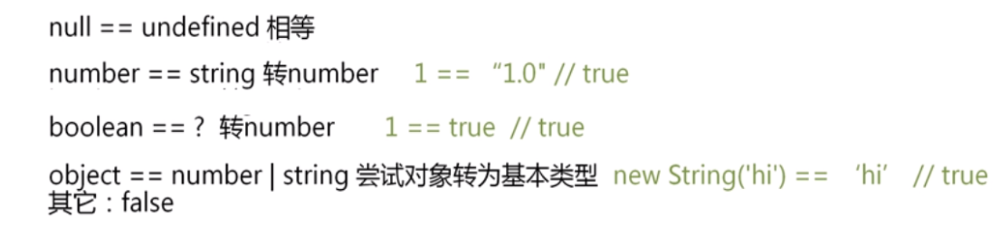 null == undefined 相等
number == string 转number 1 == “1.0" // true
boolean == ? 转number 1 == true // true
object == number | string 尝试对象转为基本类型 new String('hi') == ‘hi’ // true
其它：false